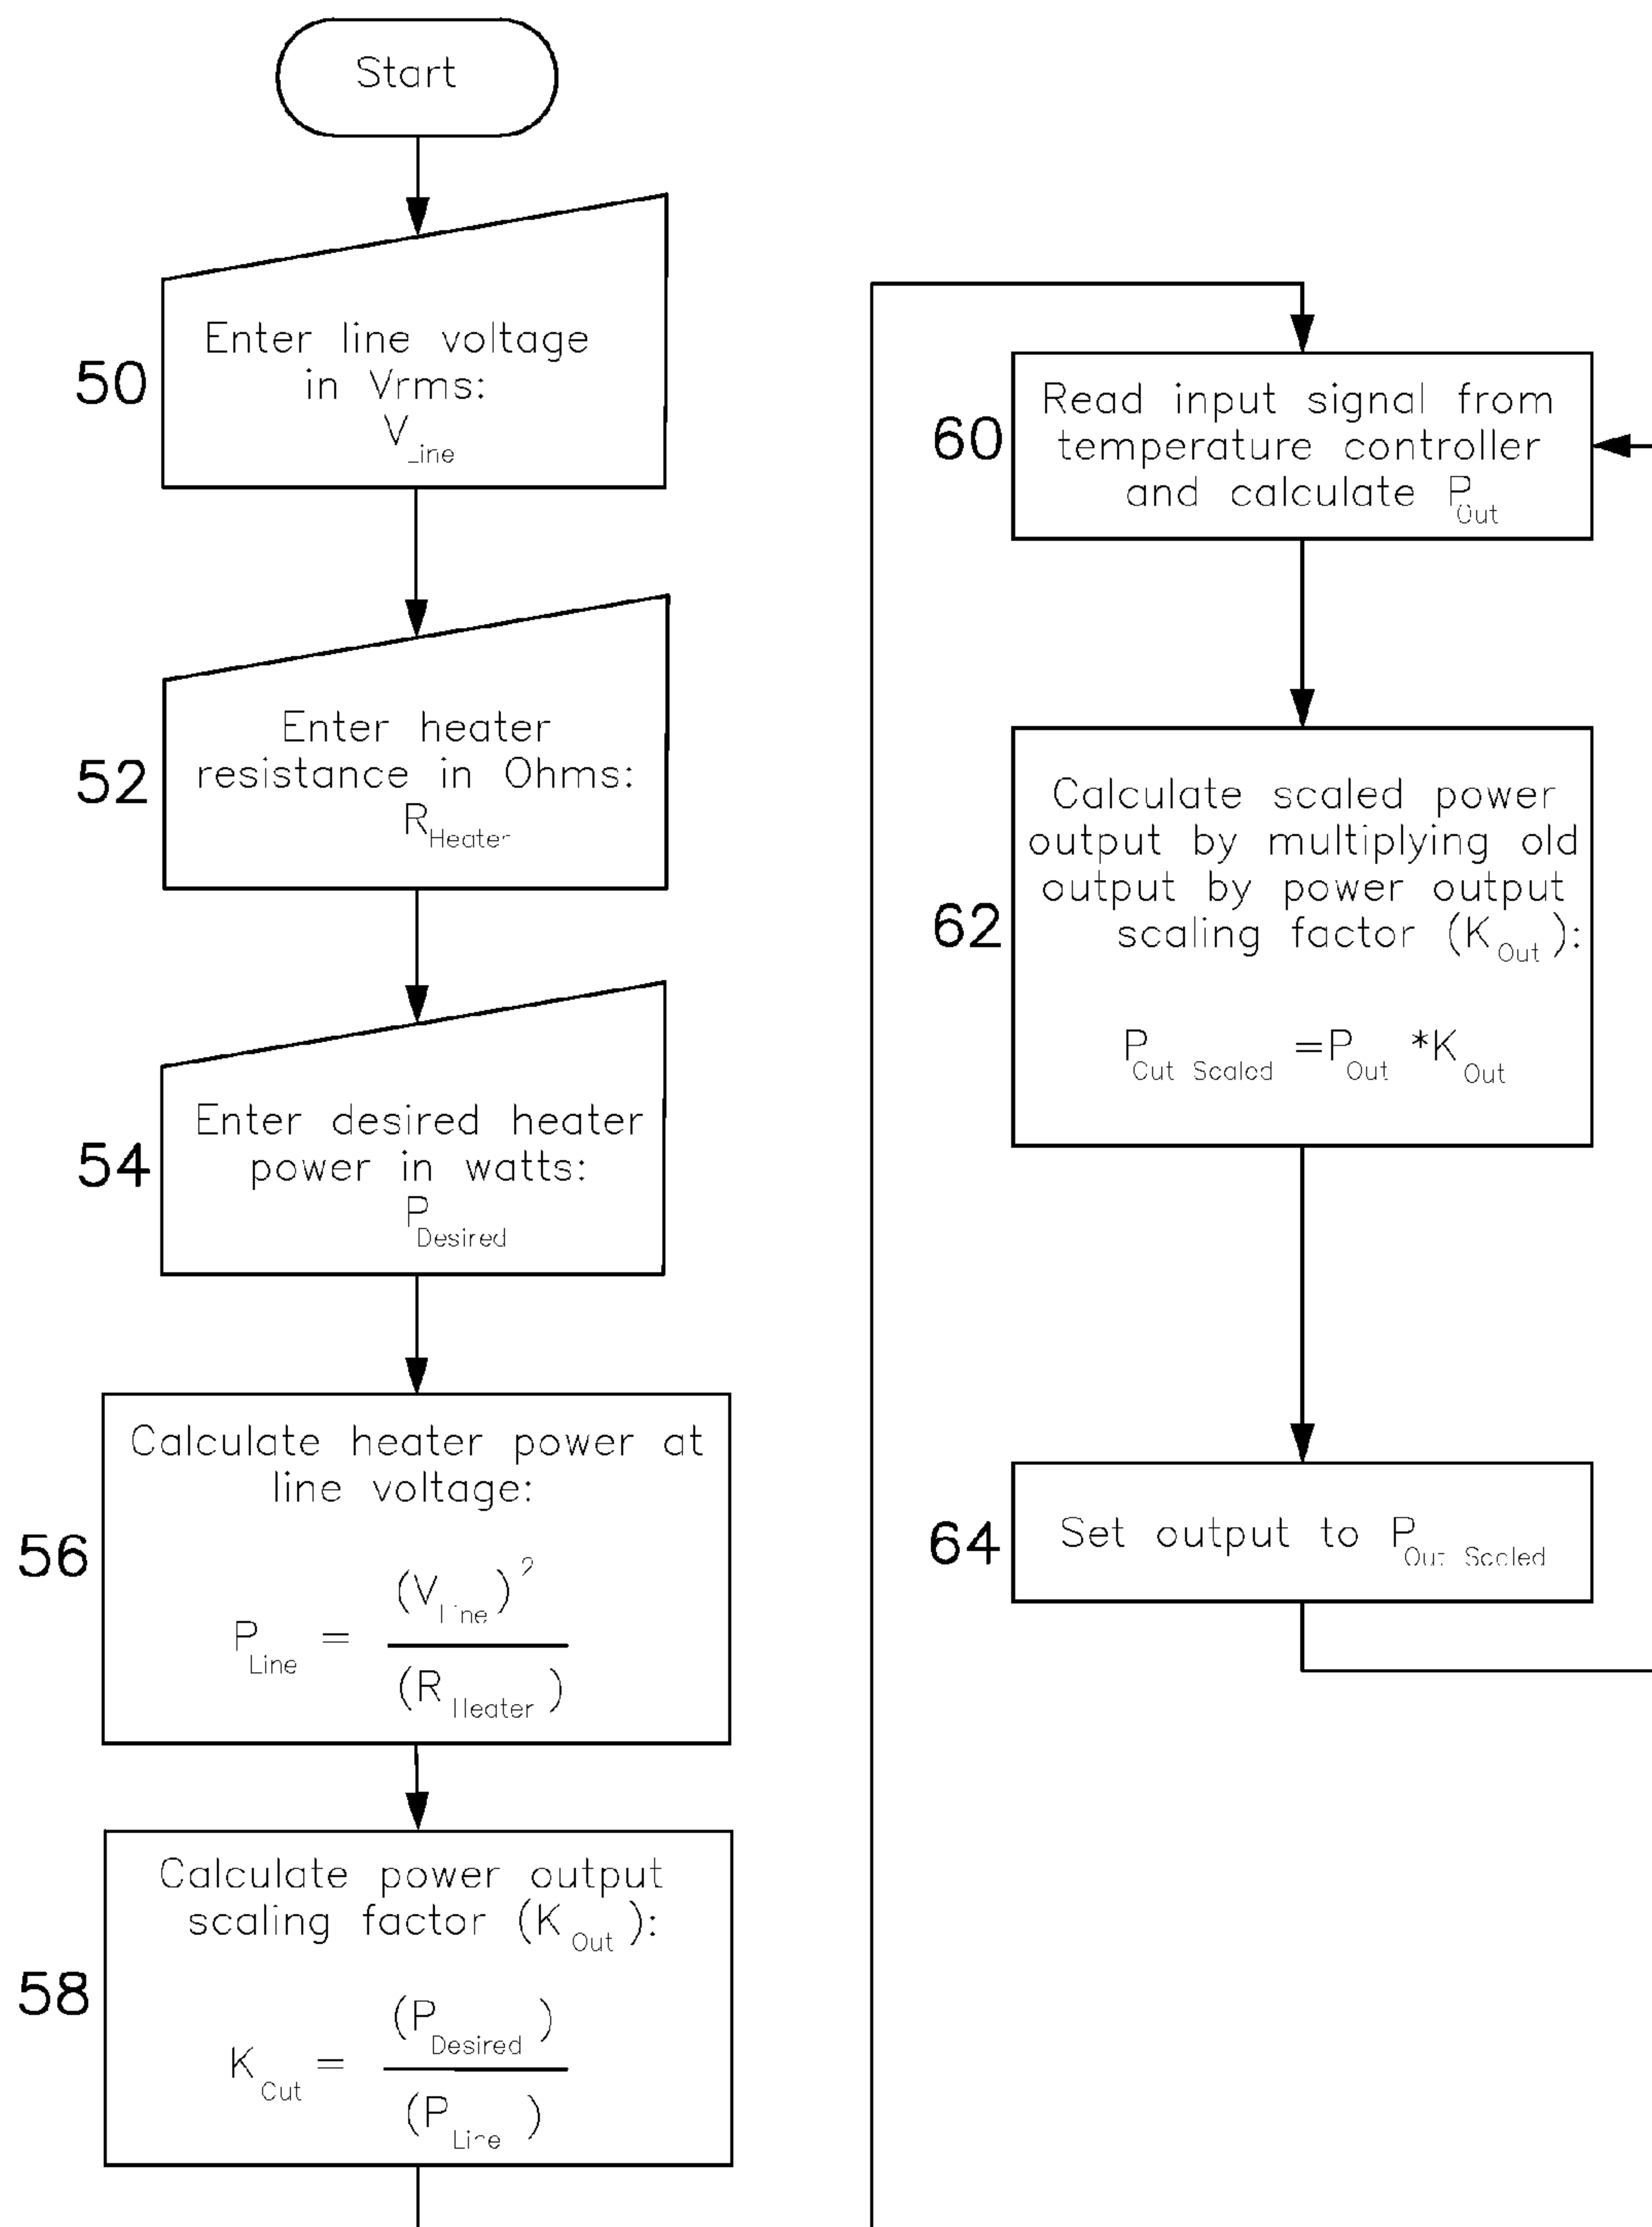 Start
50
Enter line voltage
in Vrms:
V Line
52
Enter heater
resistance in Ohms:
R Heater
54
Enter desired heater
power in watts:
P Desired
56
Calculate heater power at
line voltage:
P Line = (V Line)²
(R Heater)
58
Calculate power output
scaling factor (K Out):
K Out = (P Desired)
(P Line)
60
Read input signal from
temperature controller
and calculate P Out
62
Calculate scaled power
output by multiplying old
output by power output
scaling factor (K Out):
P Out Scaled =P Out *K Out
64
Set output to P Out Scaled